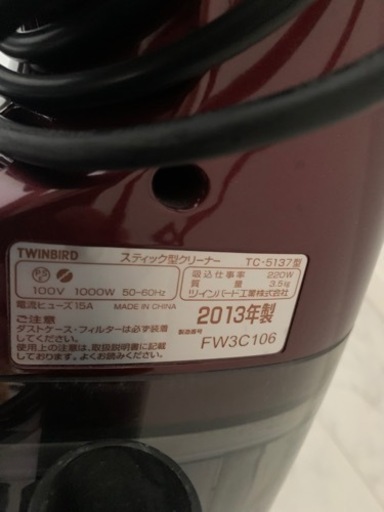 TWINBIRD スティック型クリーナー TC-5137型
100V 1000W 50-60Hz
電流ヒューズ15A MADE IN CHINA
吸込仕事率 220W
質量 3.5kg
ツインバード工業株式会社
ご注意
ダストケース・フィルターは必ず装着
してください。
使用上の注意は、取扱説明書に記載
しております。よくお読みください。
2013年製
製造番号 FW3C106